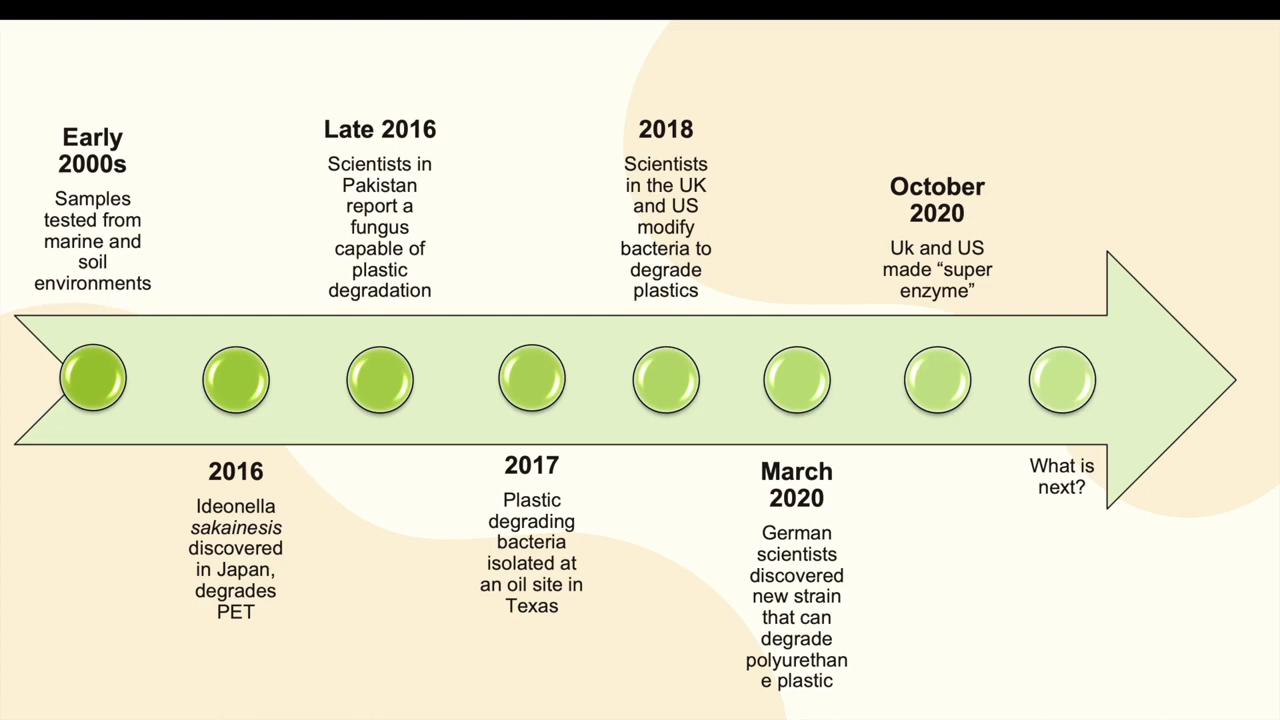 Early
2000s
Samples
tested from
marine and
soil
environments
2016
Ideonella
sakainesis
discovered
in Japan,
degrades
PET
Late 2016
Scientists in
Pakistan
report a
fungus
capable of
plastic
degradation
2017
Plastic
degrading
bacteria
isolated at
an oil site in
Texas
2018
Scientists
in the UK
and US
modify
bacteria to
degrade
plastics
March
2020
German
scientists
discovered
new strain
that can
degrade
polyurethan
e plastic
October
2020
Uk and US
made “super
enzyme”
What is
next?